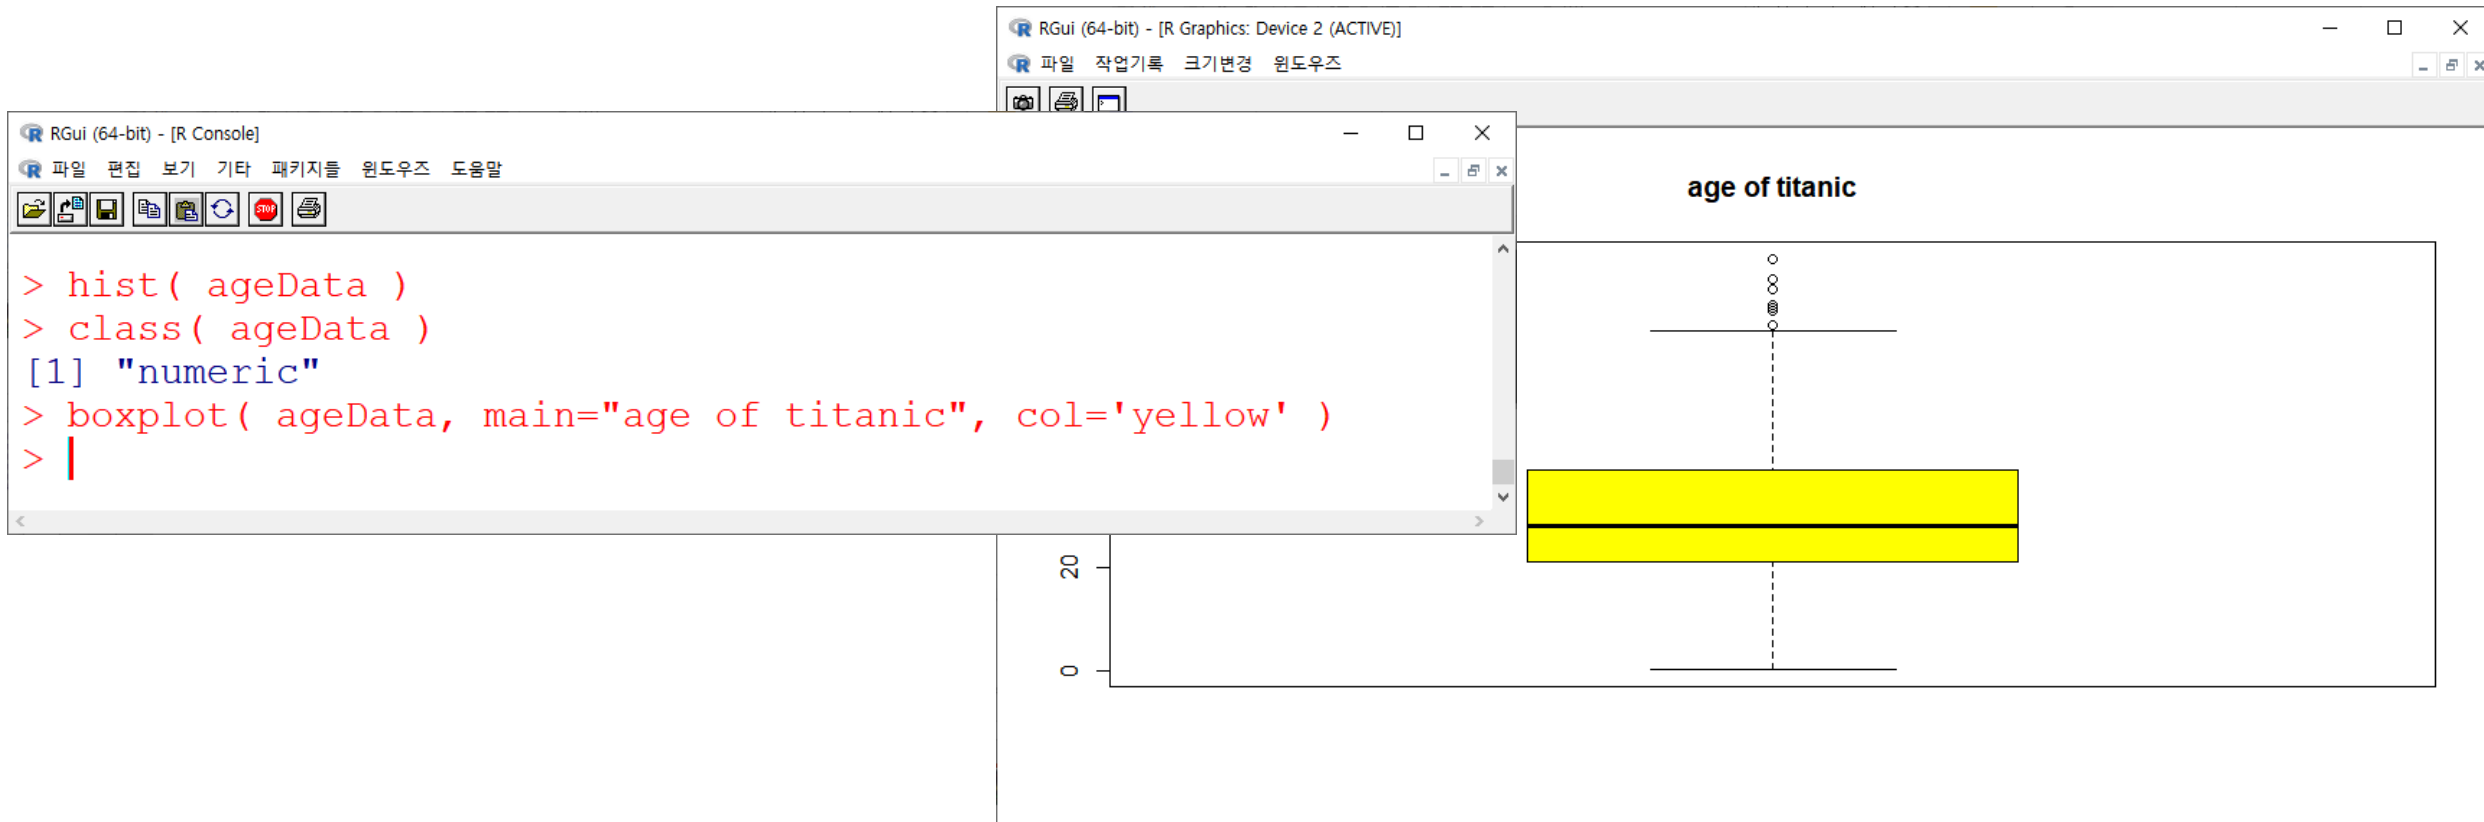 RGui (64-bit) - [R Graphics: Device 2 (ACTIVE)]
파일 작업기록 크기변경 윈도우즈
RGui (64-bit) - [R Console]
파일 편집 보기 기타 패키지들 윈도우즈 도움말
STOP
> hist( ageData )
> class( ageData )
[1] "numeric"
> boxplot( ageData, main="age of titanic", col='yellow' )
>
age of titanic
20
0